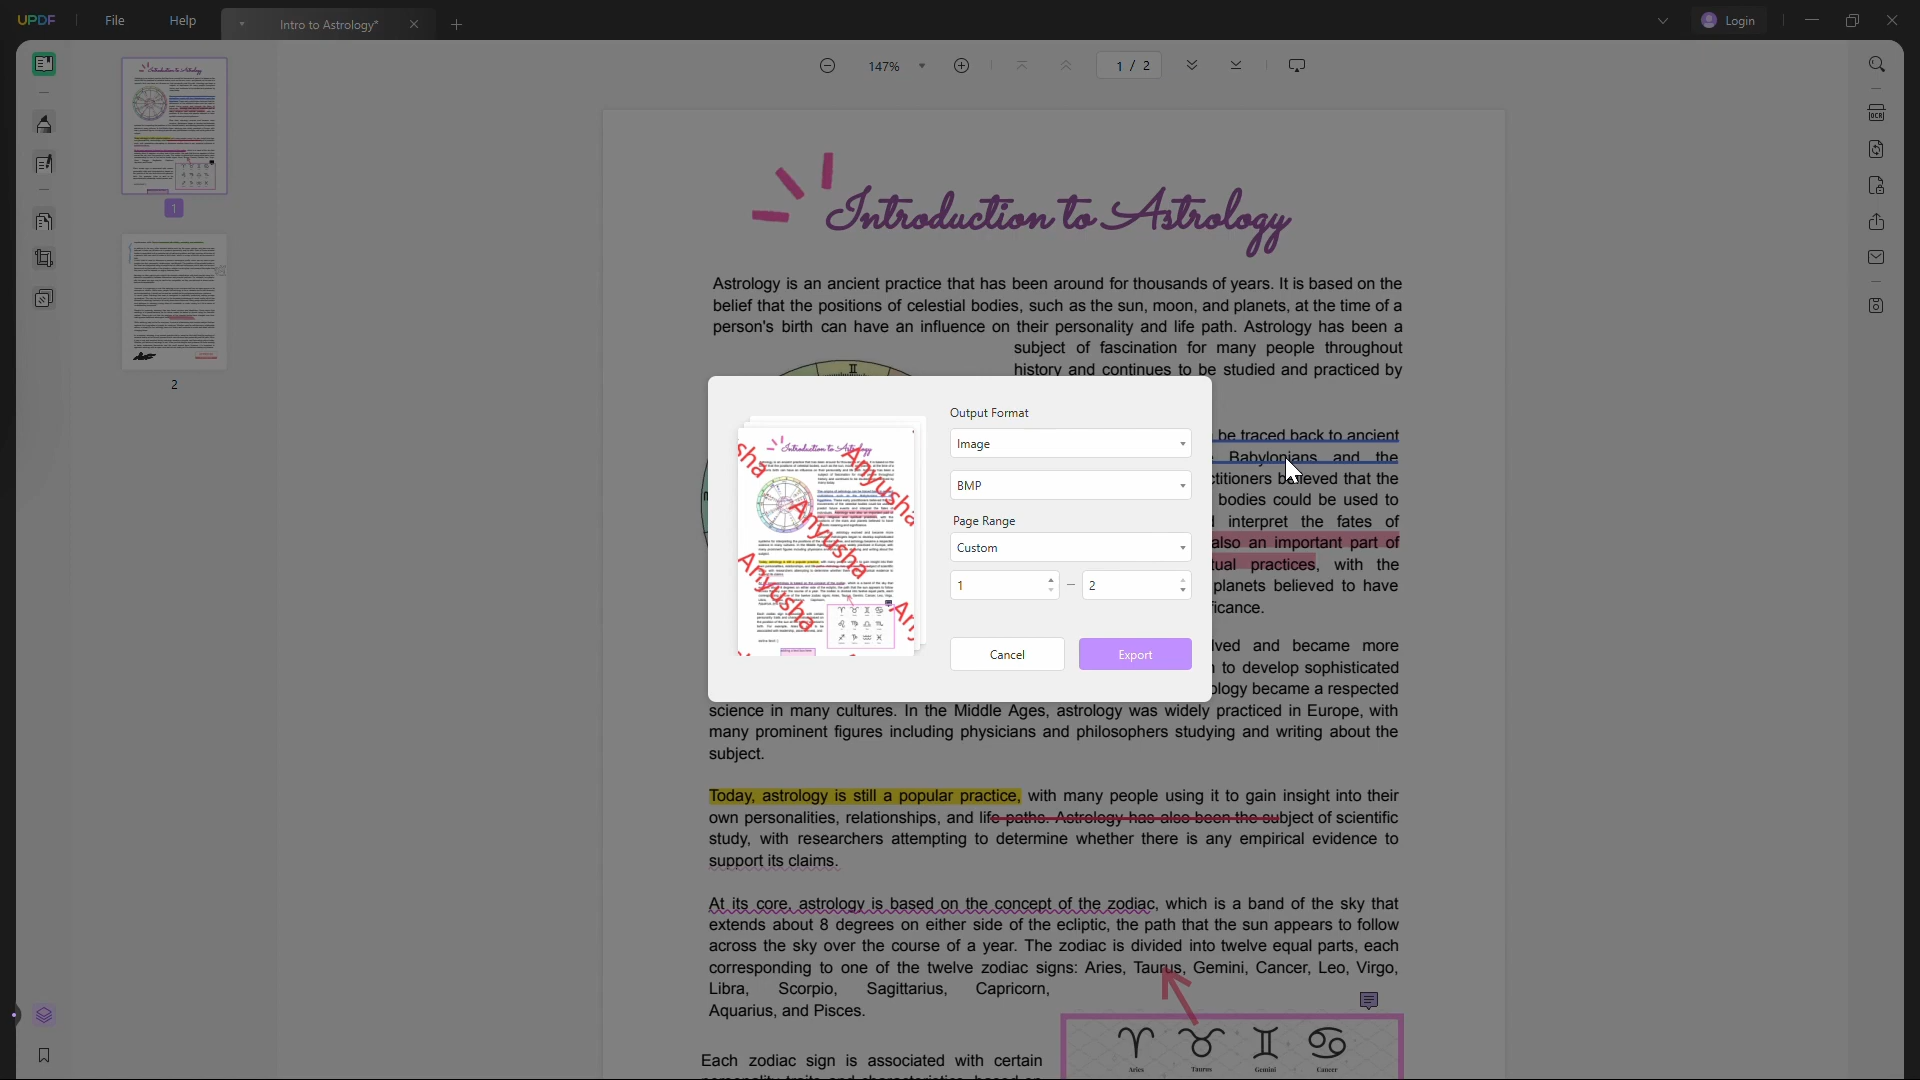 UPDF
File
Help
Intro to Astrology*
Login
147%
1 / 2
1
2
Introduction to Astrology
Astrology is an ancient practice that has been around for thousands of years. It is based on the
belief that the positions of celestial bodies, such as the sun, moon, and planets, at the time of a
person's birth can have an influence on their personality and life path. Astrology has been a
subject of fascination for many people throughout
history and continues to be studied and practiced by
be traced back to ancient
Babylonians and the
ctitioners believed that the
bodies could be used to
interpret the fates of
also an important part of
tual practices, with the
planets believed to have
ficance.
lved and became more
to develop sophisticated
ology became a respected
science in many cultures. In the Middle Ages, astrology was widely practiced in Europe, with
many prominent figures including physicians and philosophers studying and writing about the
subject.
Today, astrology is still a popular practice, with many people using it to gain insight into their
own personalities, relationships, and life paths. Astrology has also been the subject of scientific
study, with researchers attempting to determine whether there is any empirical evidence to
support its claims.
At its core, astrology is based on the concept of the zodiac, which is a band of the sky that
extends about 8 degrees on either side of the ecliptic, the path that the sun appears to follow
across the sky over the course of a year. The zodiac is divided into twelve equal parts, each
corresponding to one of the twelve zodiac signs: Aries, Taurus, Gemini, Cancer, Leo, Virgo,
Libra, Scorpio, Sagittarius, Capricorn,
Aquarius, and Pisces.
Each zodiac sign is associated with certain
Aries
Taurus
Gemini
Cancer
Output Format
Image
BMP
Page Range
Custom
1 – 2
Cancel
Export
Introduction to Astrology
Anyusha
Anyusha
Anyusha
OCR